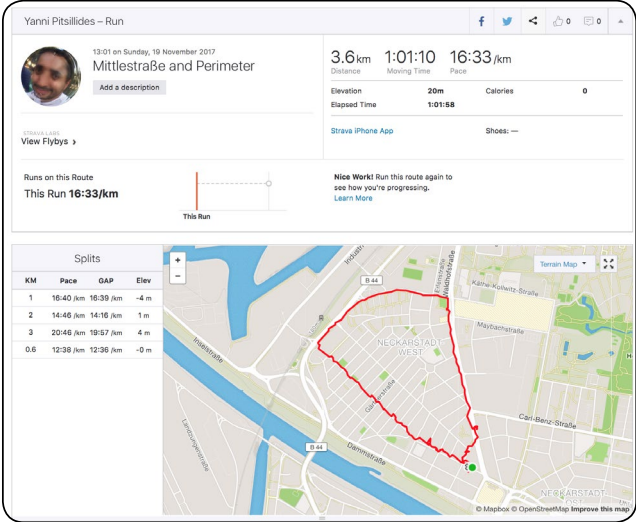 Yanni Pitsillides – Run
0
0
13:01 on Sunday, 19 November 2017
Mittlestraße and Perimeter
Add a description
STRAVA LABS
View Flybys ›
3.6km 1:01:10 16:33/km
Distance Moving Time Pace
Elevation 20m Calories 0
Elapsed Time 1:01:58
Strava iPhone App Shoes: —
Runs on this Route
This Run 16:33/km
This Run
Nice Work! Run this route again to
see how you're progressing.
Learn More
Splits
KM Pace GAP Elev
1 16:40 /km 16:39 /km -4 m
2 14:46 /km 14:16 /km 1 m
3 20:46 /km 19:57 /km 4 m
0.6 12:38 /km 12:36 /km -0 m
+
−
Terrain Map
B 44
Waldhofstraße
Käthe-Kollwitz-Straße
Maybachstraße
NECKARSTADT
WEST
Inselstraße
Gärtnerstraße
Carl-Benz-Straße
B 44
Dammstraße
Landzungenstraße
NECKARSTADT
OST
© Mapbox © OpenStreetMap Improve this map